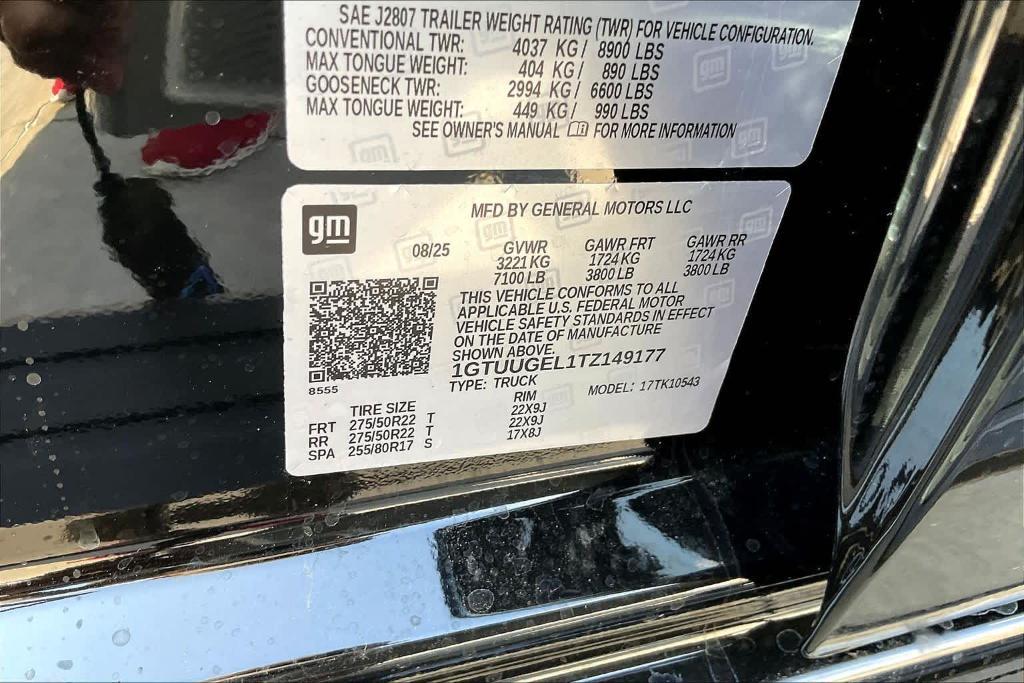 SAE J2807 TRAILER WEIGHT RATING (TWR) FOR VEHICLE CONFIGURATION.
CONVENTIONAL TWR: 4037 KG / 8900 LBS
MAX TONGUE WEIGHT: 404 KG / 890 LBS
GOOSENECK TWR: 2994 KG / 6600 LBS
MAX TONGUE WEIGHT: 449 KG / 990 LBS
SEE OWNER'S MANUAL FOR MORE INFORMATION
gm
MFD BY GENERAL MOTORS LLC
08/25 GVWR GAWR FRT GAWR RR
3221 KG 1724 KG 1724 KG
7100 LB 3800 LB 3800 LB
THIS VEHICLE CONFORMS TO ALL
APPLICABLE U.S. FEDERAL MOTOR
VEHICLE SAFETY STANDARDS IN EFFECT
ON THE DATE OF MANUFACTURE
SHOWN ABOVE.
1GTUUGEL1TZ149177
8555
TYPE: TRUCK MODEL: 17TK10543
TIRE SIZE RIM
FRT 275/50R22 T 22X9J
RR 275/50R22 T 22X9J
SPA 255/80R17 S 17X8J